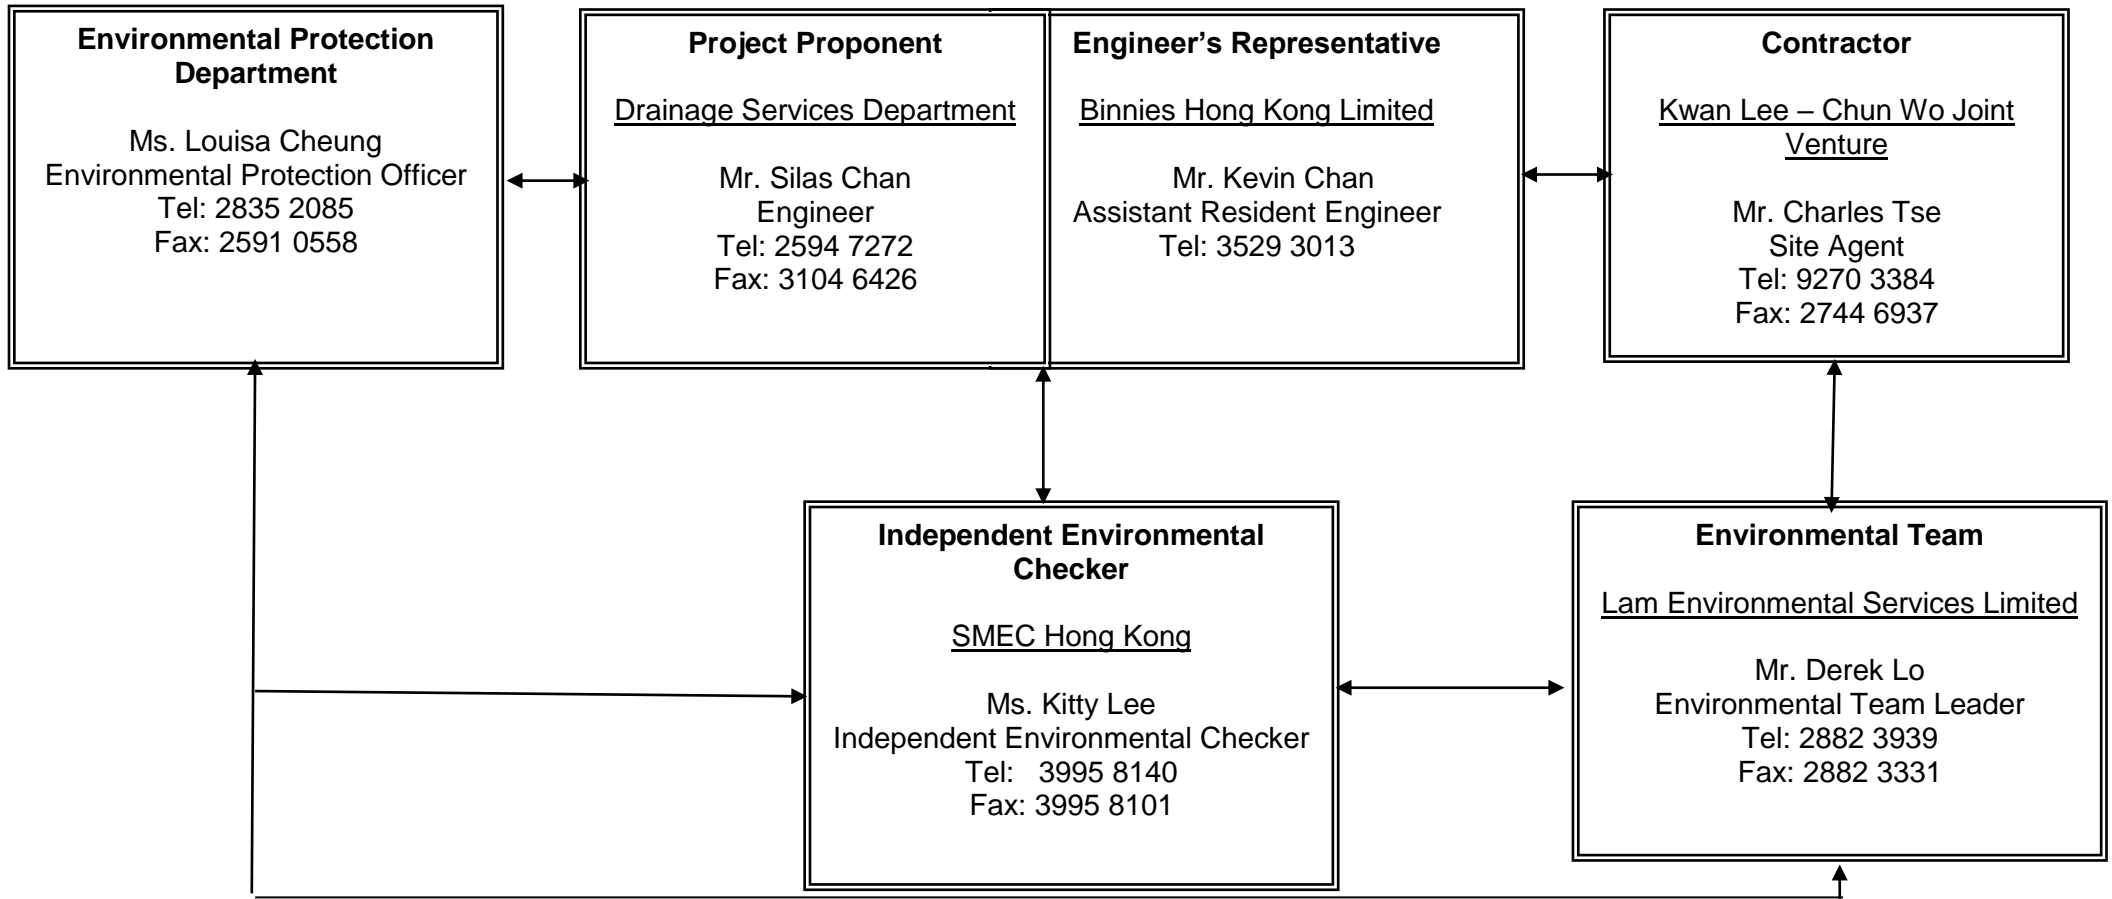 Environmental Protection
Department
Ms. Louisa Cheung
Environmental Protection Officer
Tel: 2835 2085
Fax: 2591 0558
Project Proponent
Drainage Services Department
Mr. Silas Chan
Engineer
Tel: 2594 7272
Fax: 3104 6426
Engineer’s Representative
Binnies Hong Kong Limited
Mr. Kevin Chan
Assistant Resident Engineer
Tel: 3529 3013
Contractor
Kwan Lee – Chun Wo Joint
Venture
Mr. Charles Tse
Site Agent
Tel: 9270 3384
Fax: 2744 6937
Independent Environmental
Checker
SMEC Hong Kong
Ms. Kitty Lee
Independent Environmental Checker
Tel:   3995 8140
Fax: 3995 8101
Environmental Team
Lam Environmental Services Limited
Mr. Derek Lo
Environmental Team Leader
Tel: 2882 3939
Fax: 2882 3331